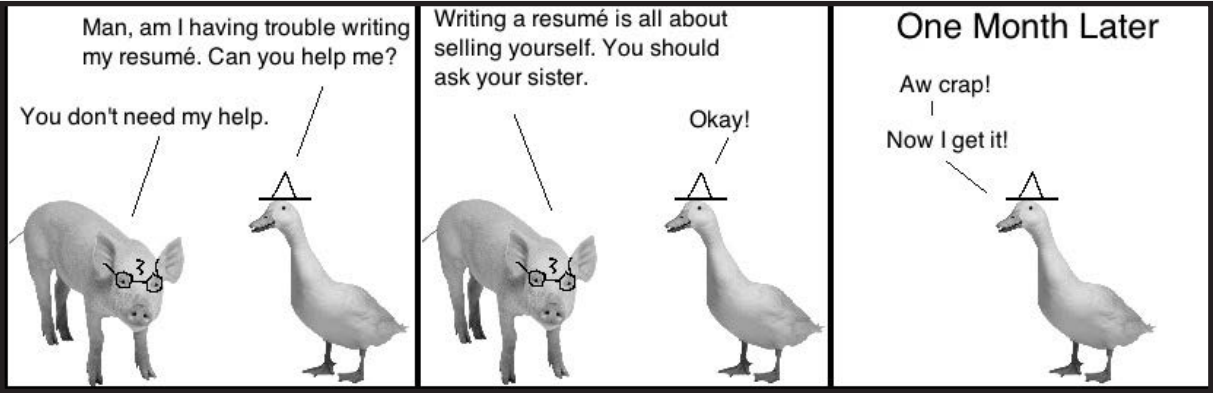 Man, am I having trouble writing
my resumé. Can you help me?
You don't need my help.
Writing a resumé is all about
selling yourself. You should
ask your sister.
Okay!
One Month Later
Aw crap!
Now I get it!